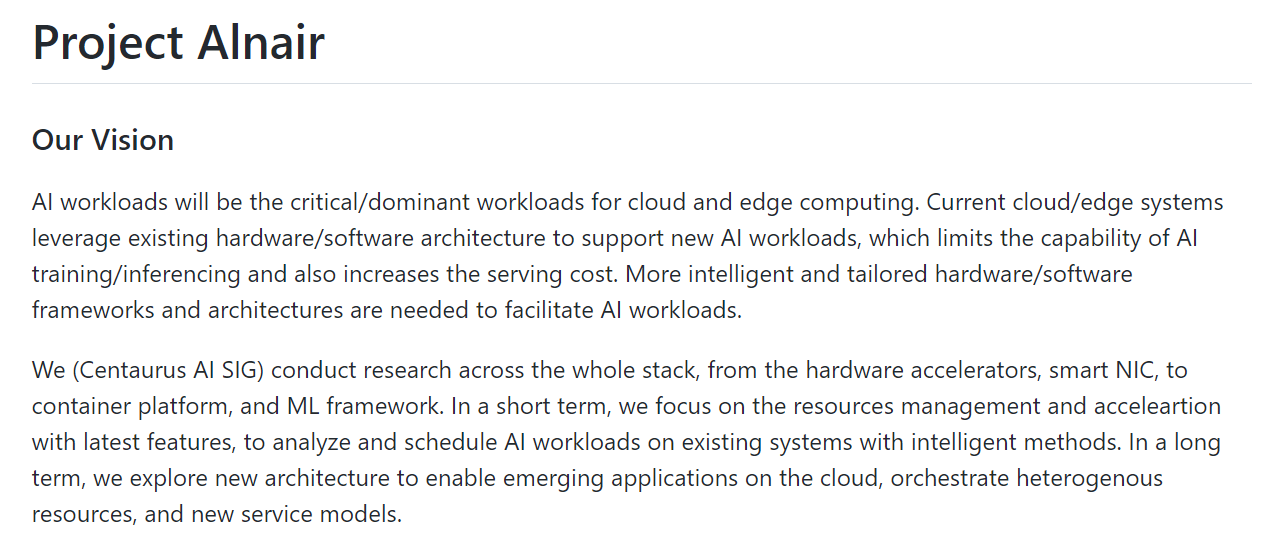 Project Alnair
Our Vision
AI workloads will be the critical/dominant workloads for cloud and edge computing. Current cloud/edge systems
leverage existing hardware/software architecture to support new AI workloads, which limits the capability of AI
training/inferencing and also increases the serving cost. More intelligent and tailored hardware/software
frameworks and architectures are needed to facilitate AI workloads.
We (Centaurus AI SIG) conduct research across the whole stack, from the hardware accelerators, smart NIC, to
container platform, and ML framework. In a short term, we focus on the resources management and acceleartion
with latest features, to analyze and schedule AI workloads on existing systems with intelligent methods. In a long
term, we explore new architecture to enable emerging applications on the cloud, orchestrate heterogenous
resources, and new service models.